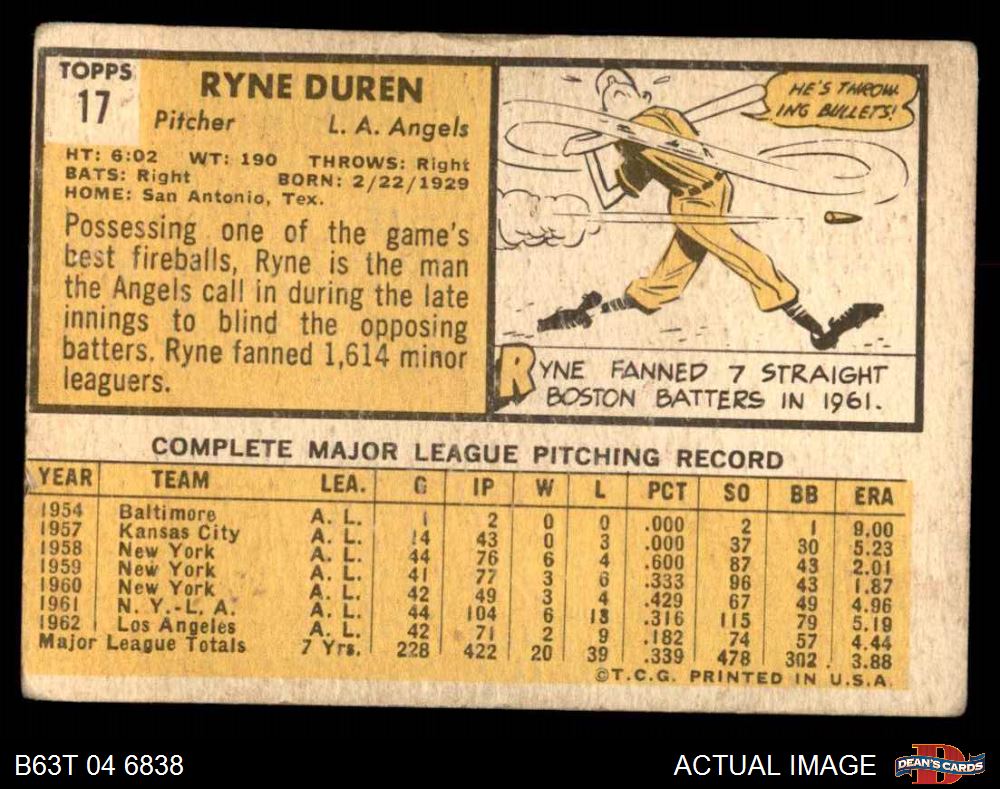 TOPPS
17
RYNE DUREN
Pitcher L. A. Angels
HT: 6:02 WT: 190 THROWS: Right
BATS: Right BORN: 2/22/1929
HOME: San Antonio, Tex.
Possessing one of the game's
best fireballs, Ryne is the man
the Angels call in during the late
innings to blind the opposing
batters. Ryne fanned 1,614 minor
leaguers.
HE'S THROW-
ING BULLETS!
RYNE FANNED 7 STRAIGHT
BOSTON BATTERS IN 1961.
COMPLETE MAJOR LEAGUE PITCHING RECORD
YEAR TEAM LEA. G IP W L PCT SO BB ERA
1954 Baltimore A. L. 1 2 0 0 .000 2 1 9.00
1957 Kansas City A. L. 14 43 0 3 .000 37 30 5.23
1958 New York A. L. 44 76 6 4 .600 87 43 2.01
1959 New York A. L. 41 77 3 6 .333 96 43 1.87
1960 New York A. L. 42 49 3 4 .429 67 49 4.96
1961 N. Y.-L. A. A. L. 44 104 6 13 .316 115 79 5.19
1962 Los Angeles A. L. 42 71 2 9 .182 74 57 4.44
Major League Totals 7 Yrs. 228 422 20 39 .339 478 302 3.88
©T.C.G. PRINTED IN U.S.A.
B63T 04 6838
ACTUAL IMAGE
D
DEAN'S CARDS